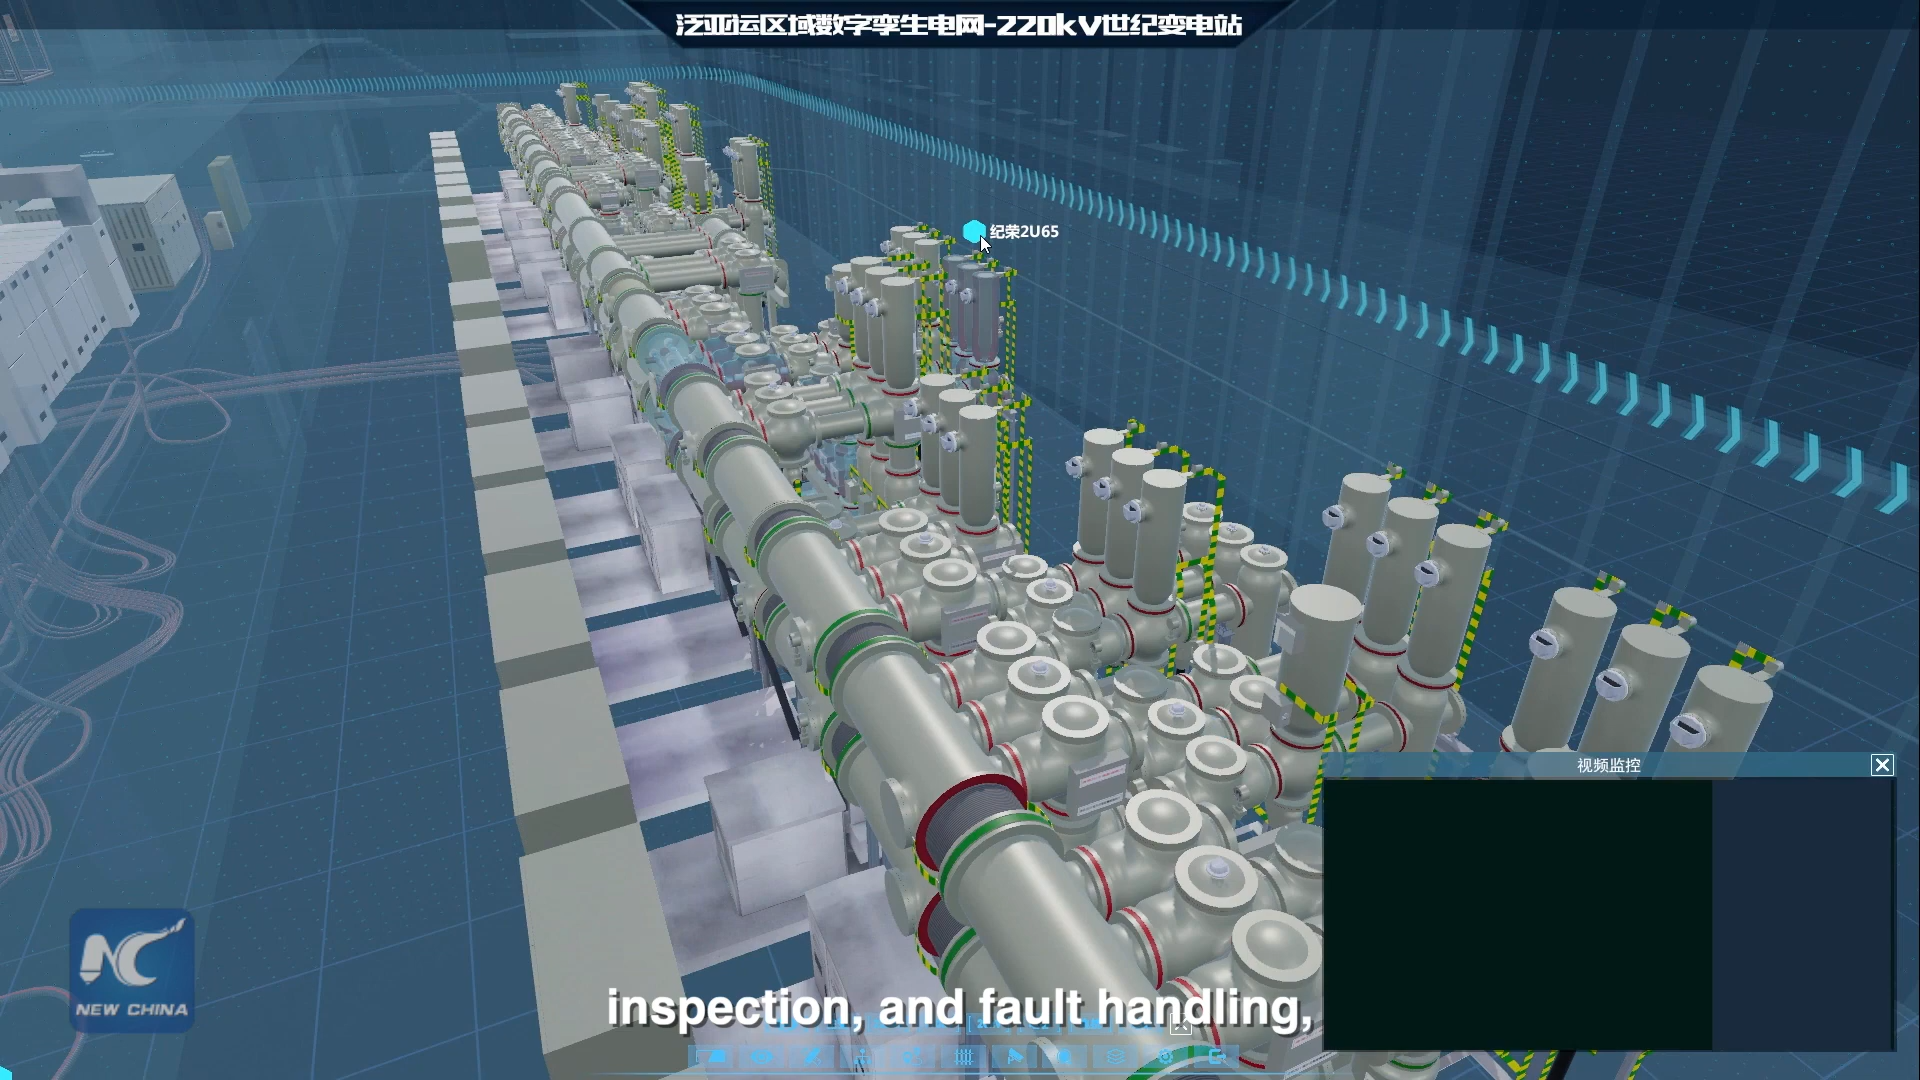 泛亚运区域数字孪生电网-220kV世纪变电站
纪荣2U65
视频监控
NC
NEW CHINA
inspection, and fault handling,